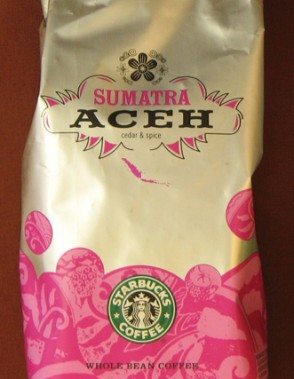 SUMATRA
ACEH
cedar & spice
STARBUCKS
COFFEE
WHOLE BEAN COFFEE